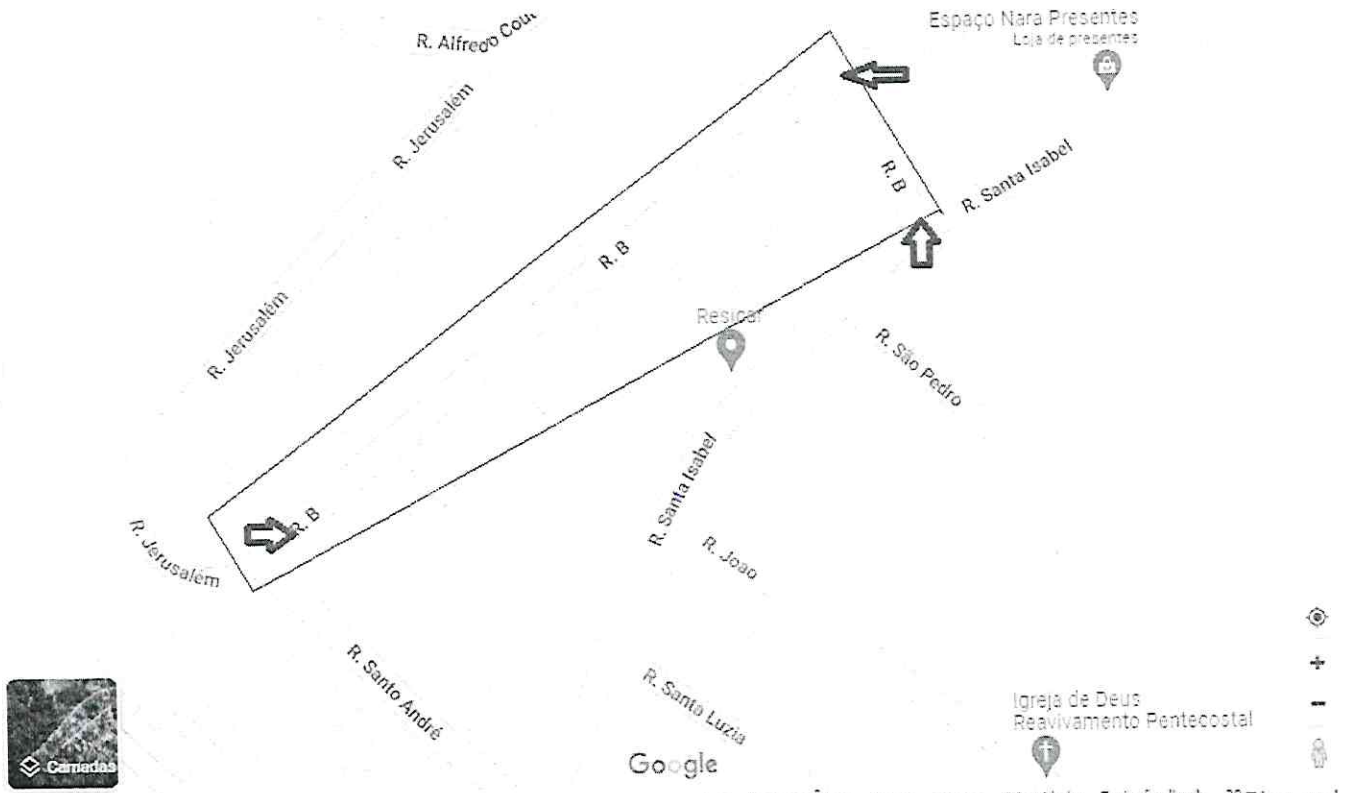 Espaço Nara Presentes
Loja de presentes
R. Alfredo Cout
R. Jerusalém
R. B
R. Santa Isabel
R. B
R. Jerusalém
Resicar
R. São Pedro
R. Santa Isabel
R. B
R. Jerusalém
R. Joao
R. Santo André
R. Santa Luzia
Igreja de Deus
Reavivamento Pentecostal
Camadas
Google